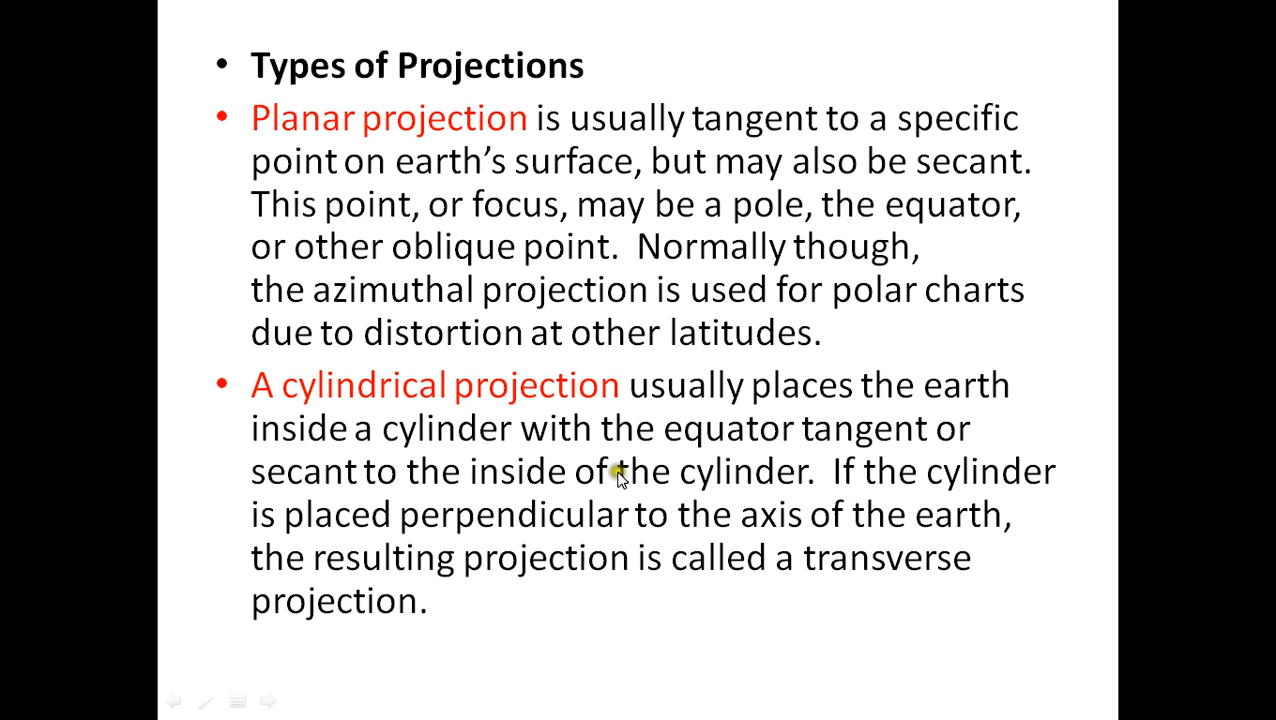 • Types of Projections
• Planar projection is usually tangent to a specific
point on earth’s surface, but may also be secant.
This point, or focus, may be a pole, the equator,
or other oblique point.  Normally though,
the azimuthal projection is used for polar charts
due to distortion at other latitudes.
• A cylindrical projection usually places the earth
inside a cylinder with the equator tangent or
secant to the inside of the cylinder.  If the cylinder
is placed perpendicular to the axis of the earth,
the resulting projection is called a transverse
projection.